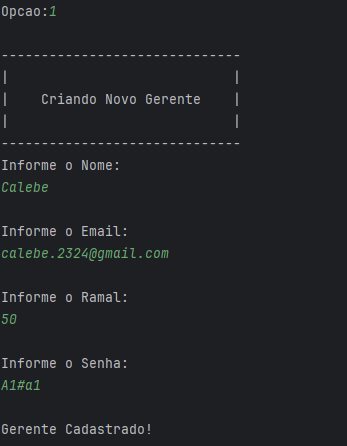 Opcao:1
------------------------------
|                            |
|    Criando Novo Gerente    |
|                            |
------------------------------
Informe o Nome:
Calebe
Informe o Email:
calebe.2324@gmail.com
Informe o Ramal:
50
Informe o Senha:
A1#a1
Gerente Cadastrado!